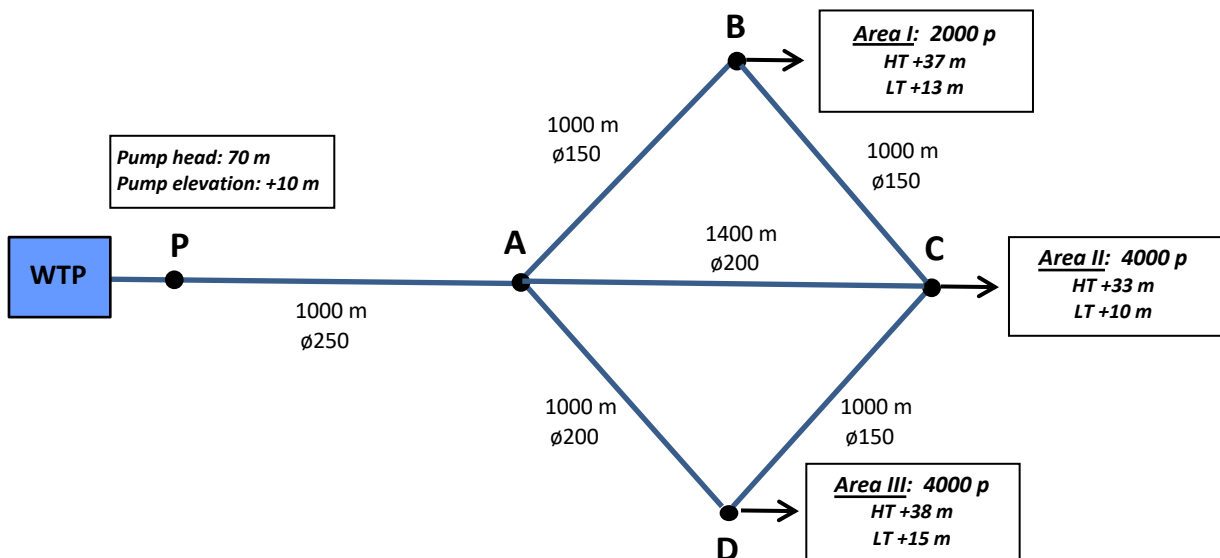 B
Area I: 2000 p
HT +37 m
LT +13 m
1000 m
ø150
1000 m
ø150
Pump head: 70 m
Pump elevation: +10 m
WTP
P
A
1400 m
ø200
C
Area II: 4000 p
HT +33 m
LT +10 m
1000 m
ø250
1000 m
ø200
1000 m
ø150
D
Area III: 4000 p
HT +38 m
LT +15 m